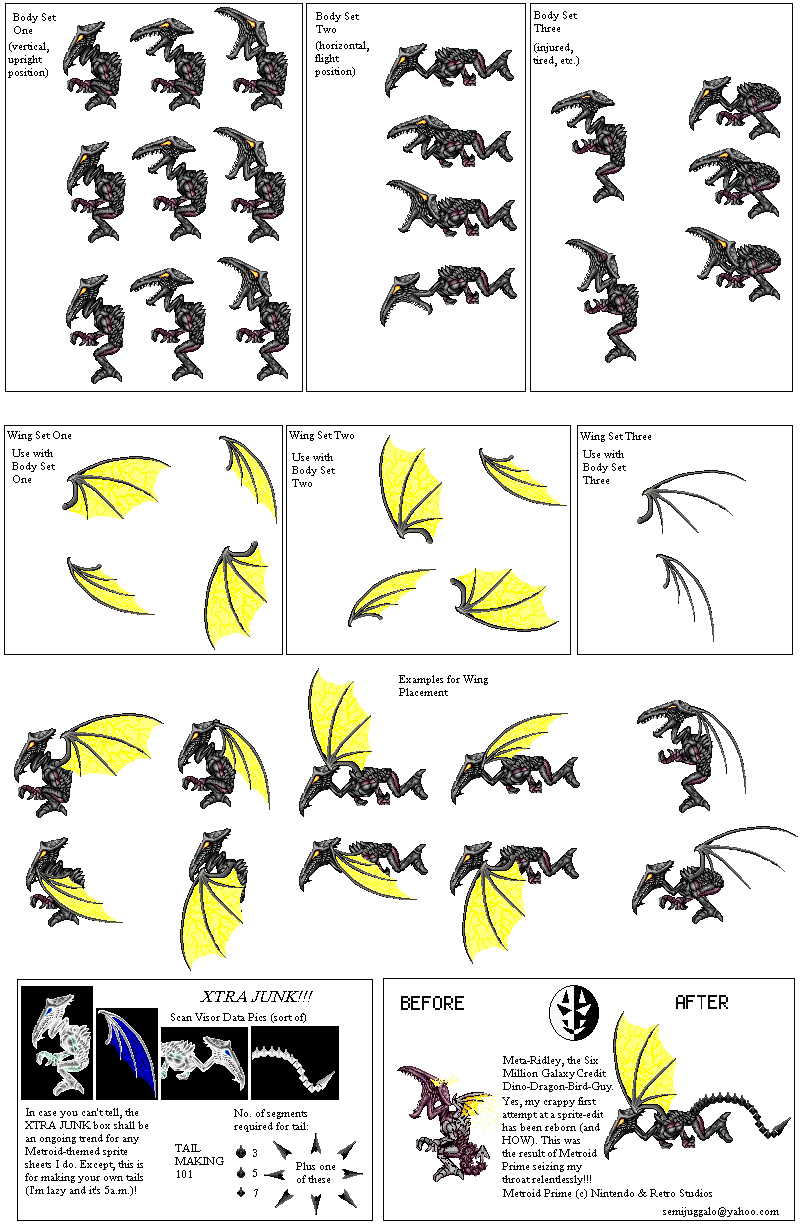 Body Set
One
(vertical,
upright
position)
Body Set
Two
(horizontal,
flight
position)
Body Set
Three
(injured,
tired, etc.)
Wing Set One
Use with
Body Set
One
Wing Set Two
Use with
Body Set
Two
Wing Set Three
Use with
Body Set
Three
Examples for Wing
Placement
XTRA JUNK!!!
Scan Visor Data Pics (sort of)
In case you can't tell, the
XTRA JUNK box shall be
an ongoing trend for any
Metroid-themed sprite
sheets I do. Except, this is
for making your own tails
(I'm lazy and it's 5a.m.)!
No. of segments
required for tail:
TAIL
MAKING
101
3
5
7
Plus one
of these
BEFORE
AFTER
Meta-Ridley, the Six
Million Galaxy Credit
Dino-Dragon-Bird-Guy.
Yes, my crappy first
attempt at a sprite-edit
has been reborn (and
HOW). This was
the result of Metroid
Prime seizing my
throat relentlessly!!!
Metroid Prime (c) Nintendo & Retro Studios
semijuggalo@yahoo.com